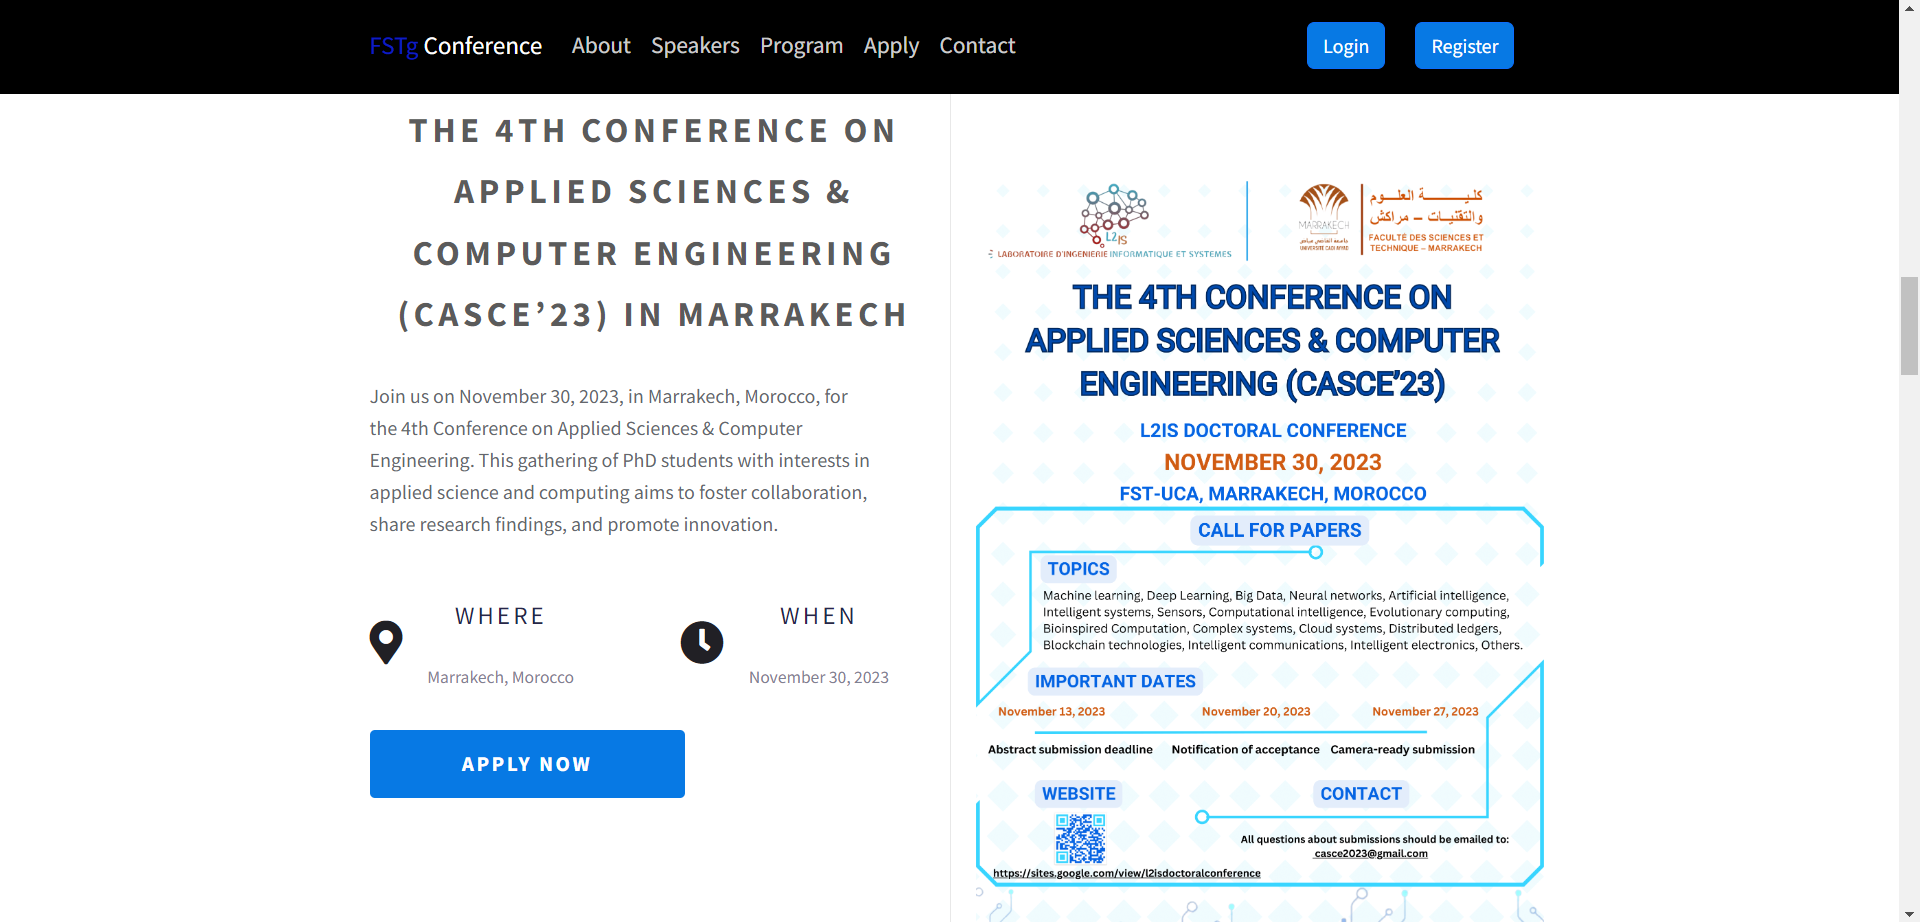 FSTg Conference About Speakers Program Apply Contact Login Register
THE 4TH CONFERENCE ON
APPLIED SCIENCES &
COMPUTER ENGINEERING
(CASCE’23) IN MARRAKECH
Join us on November 30, 2023, in Marrakech, Morocco, for
the 4th Conference on Applied Sciences & Computer
Engineering. This gathering of PhD students with interests in
applied science and computing aims to foster collaboration,
share research findings, and promote innovation.
WHERE
Marrakech, Morocco
WHEN
November 30, 2023
APPLY NOW
L2IS
LABORATOIRE D'INGENIERIE INFORMATIQUE ET SYSTEMES
MARRAKECH
جامعة القاضي عياض
UNIVERSITÉ CADI AYYAD
كليـــة العلـــوم
والتقنيـات – مراكش
FACULTÉ DES SCIENCES ET
TECHNIQUE – MARRAKECH
THE 4TH CONFERENCE ON
APPLIED SCIENCES & COMPUTER
ENGINEERING (CASCE’23)
L2IS DOCTORAL CONFERENCE
NOVEMBER 30, 2023
FST-UCA, MARRAKECH, MOROCCO
CALL FOR PAPERS
TOPICS
Machine learning, Deep Learning, Big Data, Neural networks, Artificial intelligence,
Intelligent systems, Sensors, Computational intelligence, Evolutionary computing,
Bioinspired Computation, Complex systems, Cloud systems, Distributed ledgers,
Blockchain technologies, Intelligent communications, Intelligent electronics, Others.
IMPORTANT DATES
November 13, 2023 November 20, 2023 November 27, 2023
Abstract submission deadline Notification of acceptance Camera-ready submission
WEBSITE
https://sites.google.com/view/l2isdoctoralconference
CONTACT
All questions about submissions should be emailed to:
casce2023@gmail.com